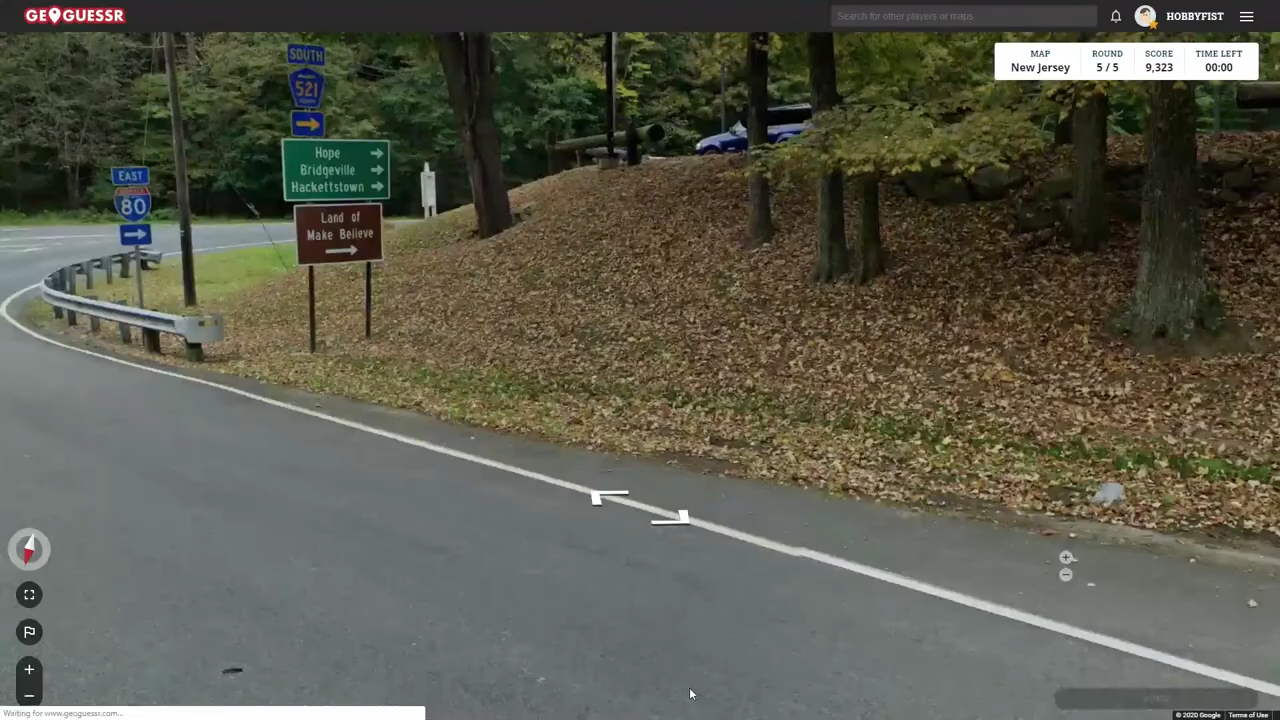 GEOGUESSR
Search for other players or maps
HOBBYFIST
MAP
New Jersey
ROUND
5 / 5
SCORE
9,323
TIME LEFT
00:00
SOUTH
521
Hope
Bridgeville
Hackettstown
Land of
Make Believe
EAST
80
Waiting for www.geoguessr.com...
© 2020 Google
Terms of Use